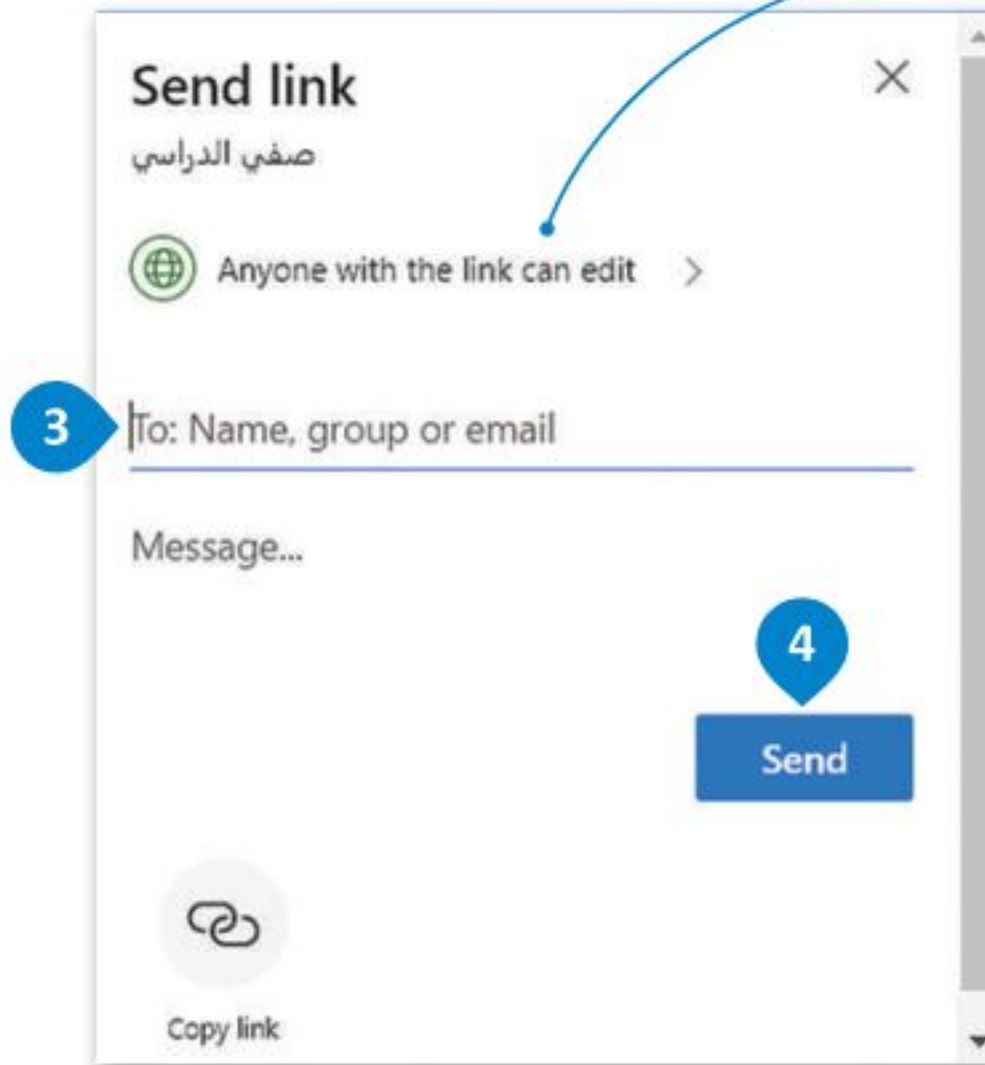 Send link
صفي الدراسي
Anyone with the link can edit
3
To: Name, group or email
Message...
4
Send
Copy link